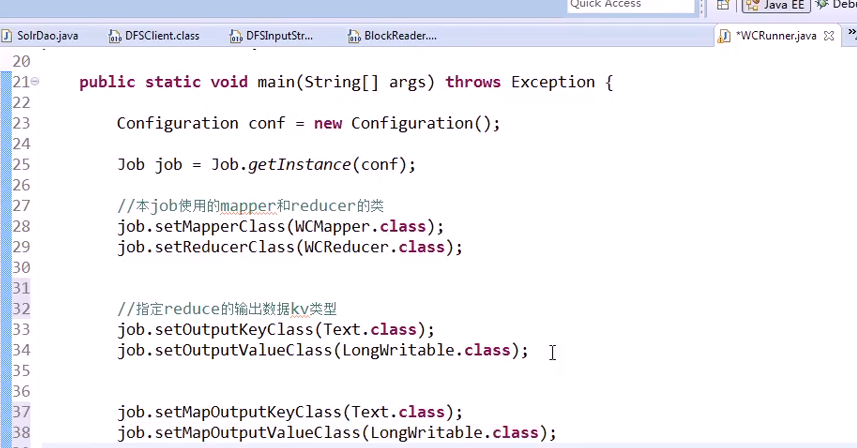 Quick Access
Java EE
SolrDao.java
DFSClient.class
DFSInputStr...
BlockReader....
*WCRunner.java
20
21 public static void main(String[] args) throws Exception {
22
23 Configuration conf = new Configuration();
24
25 Job job = Job.getInstance(conf);
26
27 //本job使用的mapper和reducer的类
28 job.setMapperClass(WCMapper.class);
29 job.setReducerClass(WCReducer.class);
30
31
32 //指定reduce的输出数据kv类型
33 job.setOutputKeyClass(Text.class);
34 job.setOutputValueClass(LongWritable.class);
35
36
37 job.setMapOutputKeyClass(Text.class);
38 job.setMapOutputValueClass(LongWritable.class);